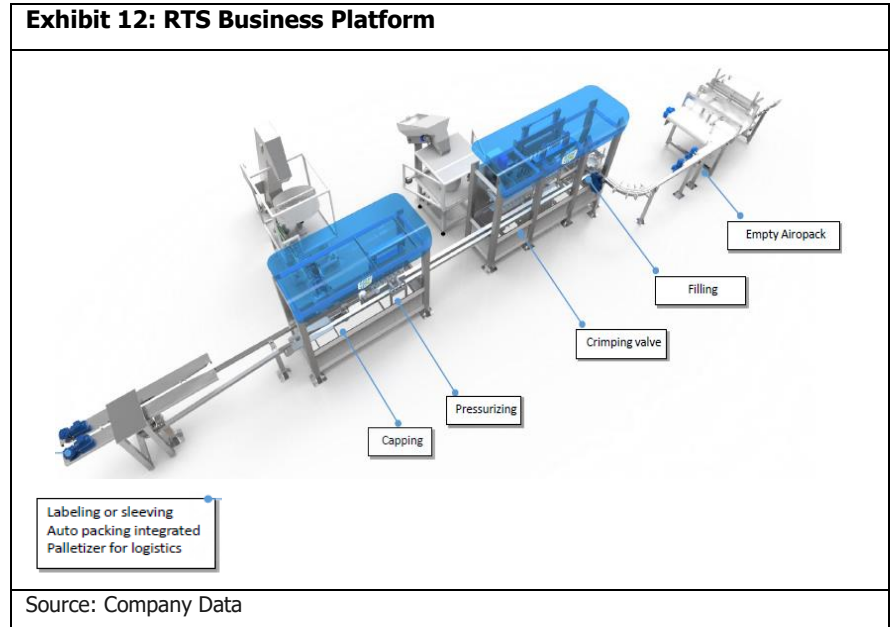 Exhibit 12: RTS Business Platform
Empty Airopack
Filling
Crimping valve
Pressurizing
Capping
Labeling or sleeving
Auto packing integrated
Palletizer for logistics
Source: Company Data